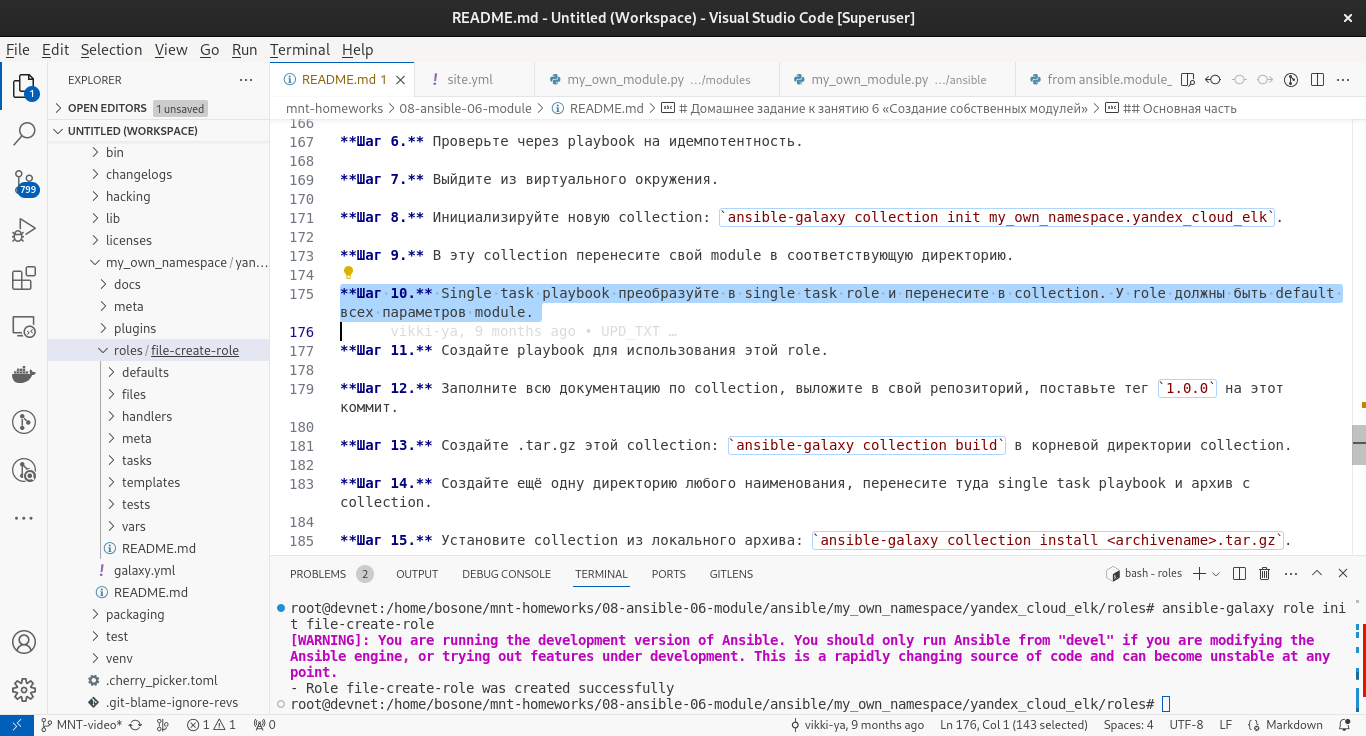 README.md - Untitled (Workspace) - Visual Studio Code [Superuser]
File Edit Selection View Go Run Terminal Help
EXPLORER
README.md 1
site.yml
my_own_module.py .../modules
my_own_module.py .../ansible
from ansible.module_
OPEN EDITORS 1 unsaved
UNTITLED (WORKSPACE)
bin
changelogs
hacking
lib
licenses
my_own_namespace / yan...
docs
meta
plugins
roles / file-create-role
defaults
files
handlers
meta
tasks
templates
tests
vars
README.md
galaxy.yml
README.md
packaging
test
venv
.cherry_picker.toml
.git-blame-ignore-revs
1
799
mnt-homeworks > 08-ansible-06-module > README.md > # Домашнее задание к занятию 6 «Создание собственных модулей» > ## Основная часть
166
167 **Шаг 6.** Проверьте через playbook на идемпотентность.
168
169 **Шаг 7.** Выйдите из виртуального окружения.
170
171 **Шаг 8.** Инициализируйте новую collection: `ansible-galaxy collection init my_own_namespace.yandex_cloud_elk`.
172
173 **Шаг 9.** В эту collection перенесите свой module в соответствующую директорию.
174
175 **Шаг 10.** Single task playbook преобразуйте в single task role и перенесите в collection. У role должны быть default
всех параметров module.
176 vikki-ya, 9 months ago • UPD_TXT …
177 **Шаг 11.** Создайте playbook для использования этой role.
178
179 **Шаг 12.** Заполните всю документацию по collection, выложите в свой репозиторий, поставьте тег `1.0.0` на этот
коммит.
180
181 **Шаг 13.** Создайте .tar.gz этой collection: `ansible-galaxy collection build` в корневой директории collection.
182
183 **Шаг 14.** Создайте ещё одну директорию любого наименования, перенесите туда single task playbook и архив c
collection.
184
185 **Шаг 15.** Установите collection из локального архива: `ansible-galaxy collection install <archivename>.tar.gz`.
PROBLEMS 2 OUTPUT DEBUG CONSOLE TERMINAL PORTS GITLENS
bash - roles
root@devnet:/home/bosone/mnt-homeworks/08-ansible-06-module/ansible/my_own_namespace/yandex_cloud_elk/roles# ansible-galaxy role ini
t file-create-role
[WARNING]: You are running the development version of Ansible. You should only run Ansible from "devel" if you are modifying the
Ansible engine, or trying out features under development. This is a rapidly changing source of code and can become unstable at any
point.
- Role file-create-role was created successfully
root@devnet:/home/bosone/mnt-homeworks/08-ansible-06-module/ansible/my_own_namespace/yandex_cloud_elk/roles#
MNT-video* 1 1 0 vikki-ya, 9 months ago Ln 176, Col 1 (143 selected) Spaces: 4 UTF-8 LF Markdown